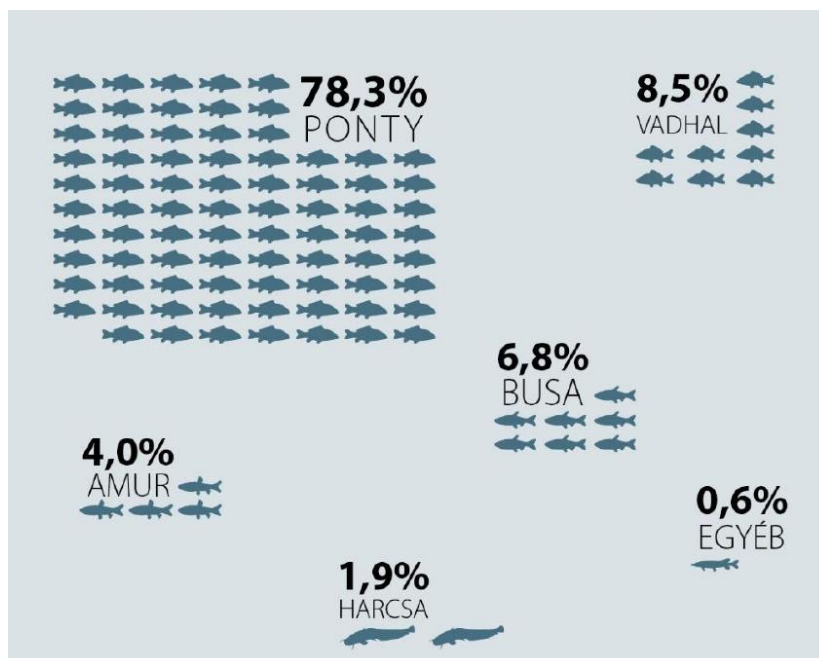 78,3%
PONTY
8,5%
VADHAL
6,8%
BUSA
4,0%
AMUR
0,6%
EGYÉB
1,9%
HARCSA